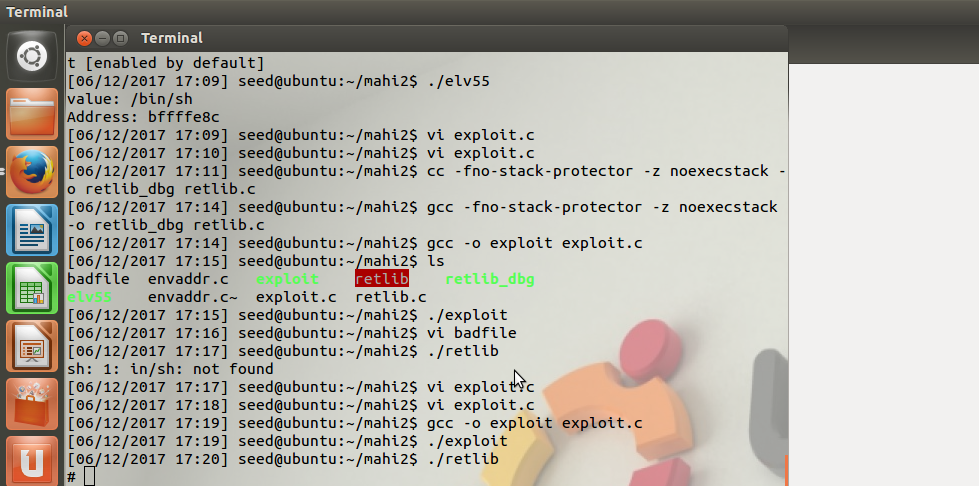 Terminal
Terminal
t [enabled by default]
[06/12/2017 17:09] seed@ubuntu:~/mahi2$ ./elv55
value: /bin/sh
Address: bffffe8c
[06/12/2017 17:09] seed@ubuntu:~/mahi2$ vi exploit.c
[06/12/2017 17:10] seed@ubuntu:~/mahi2$ vi exploit.c
[06/12/2017 17:11] seed@ubuntu:~/mahi2$ cc -fno-stack-protector -z noexecstack -
o retlib_dbg retlib.c
[06/12/2017 17:14] seed@ubuntu:~/mahi2$ gcc -fno-stack-protector -z noexecstack
-o retlib_dbg retlib.c
[06/12/2017 17:14] seed@ubuntu:~/mahi2$ gcc -o exploit exploit.c
[06/12/2017 17:15] seed@ubuntu:~/mahi2$ ls
badfile envaddr.c exploit retlib retlib_dbg
elv55 envaddr.c~ exploit.c retlib.c
[06/12/2017 17:15] seed@ubuntu:~/mahi2$ ./exploit
[06/12/2017 17:16] seed@ubuntu:~/mahi2$ vi badfile
[06/12/2017 17:17] seed@ubuntu:~/mahi2$ ./retlib
sh: 1: in/sh: not found
[06/12/2017 17:17] seed@ubuntu:~/mahi2$ vi exploit.c
[06/12/2017 17:18] seed@ubuntu:~/mahi2$ vi exploit.c
[06/12/2017 17:19] seed@ubuntu:~/mahi2$ gcc -o exploit exploit.c
[06/12/2017 17:19] seed@ubuntu:~/mahi2$ ./exploit
[06/12/2017 17:20] seed@ubuntu:~/mahi2$ ./retlib
#